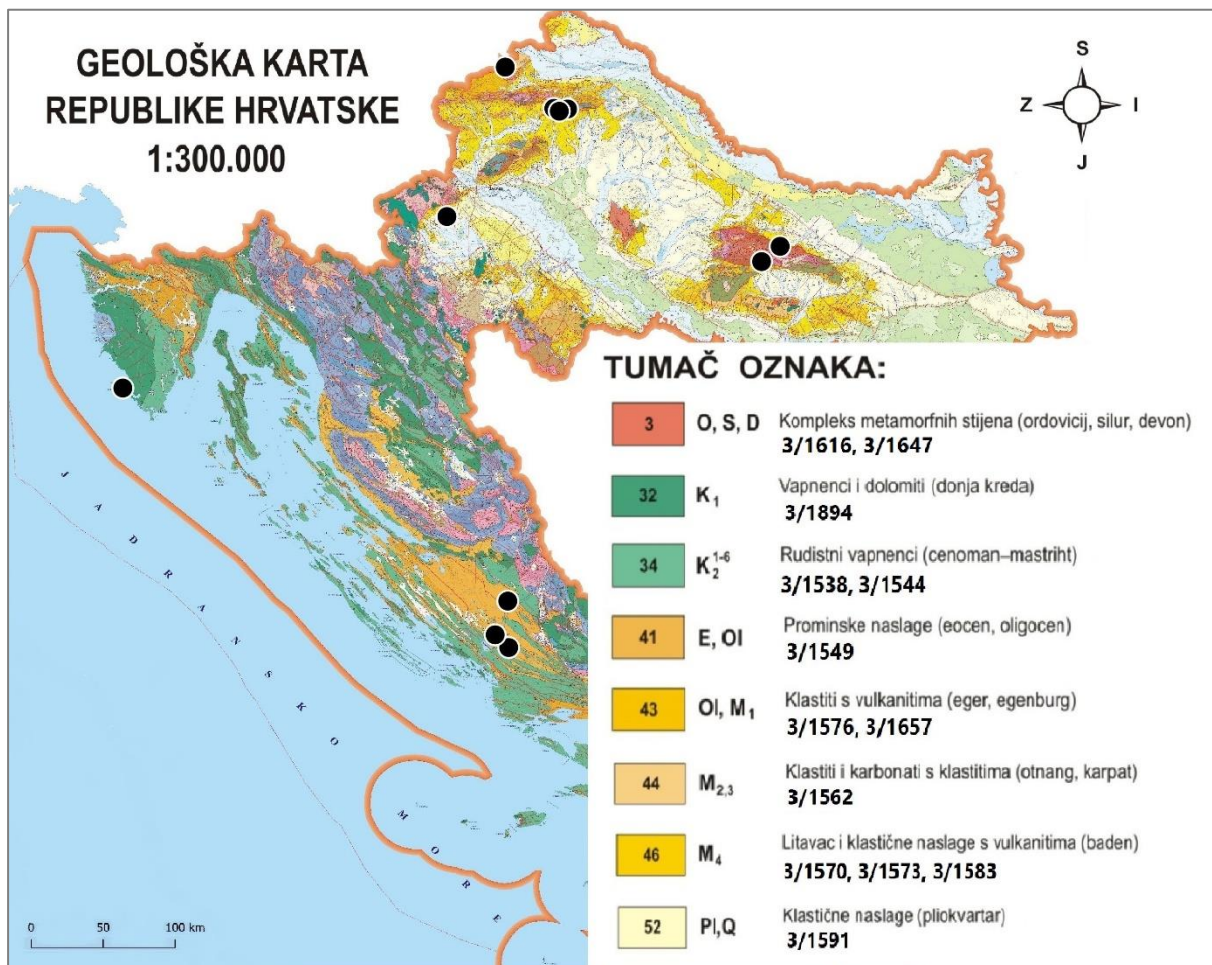 GEOLOŠKA KARTA
REPUBLIKE HRVATSKE
1:300.000
S
Z
I
J
JADRANSKO MORE
0 50 100 km
TUMAČ OZNAKA:
3 O, S, D Kompleks metamorfnih stijena (ordovicij, silur, devon)
3/1616, 3/1647
32 K1 Vapnenci i dolomiti (donja kreda)
3/1894
34 K2 1-6 Rudistni vapnenci (cenoman–mastriht)
3/1538, 3/1544
41 E, Ol Prominske naslage (eocen, oligocen)
3/1549
43 Ol, M1 Klastiti s vulkanitima (eger, egenburg)
3/1576, 3/1657
44 M2,3 Klastiti i karbonati s klastitima (otnang, karpat)
3/1562
46 M4 Litavac i klastične naslage s vulkanitima (baden)
3/1570, 3/1573, 3/1583
52 Pl,Q Klastične naslage (pliokvartar)
3/1591